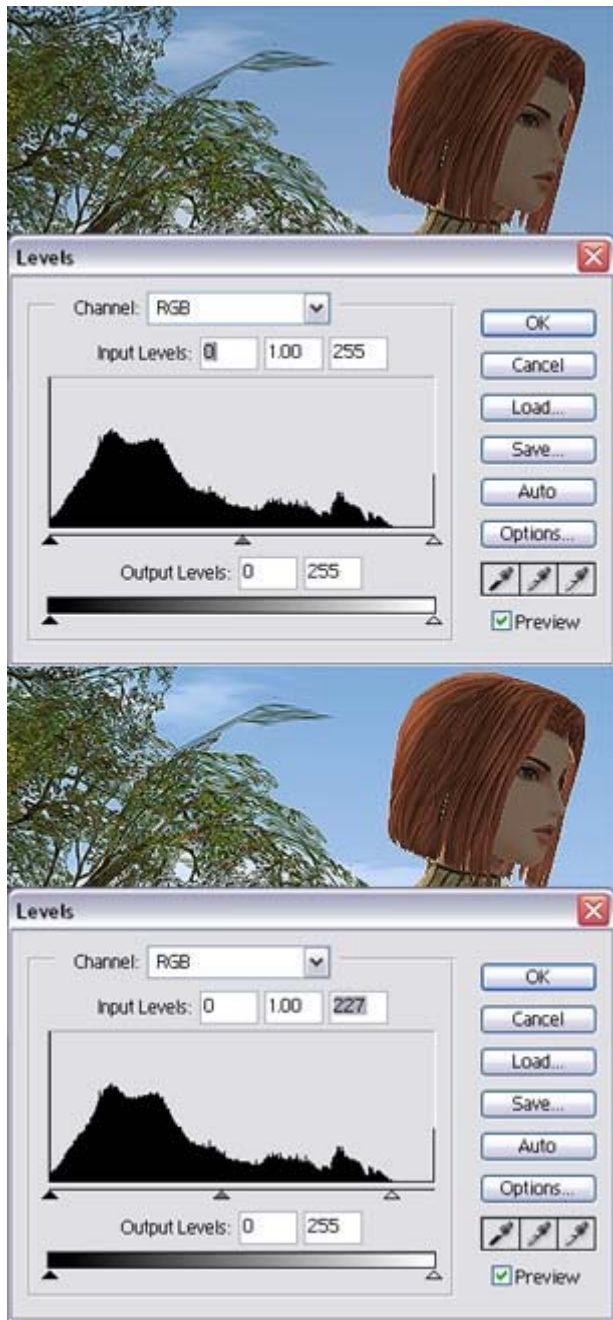 Levels
Channel: RGB
Input Levels: 0 1.00 255
OK
Cancel
Load...
Save...
Auto
Options...
Output Levels: 0 255
Preview
Levels
Channel: RGB
Input Levels: 0 1.00 227
OK
Cancel
Load...
Save...
Auto
Options...
Output Levels: 0 255
Preview